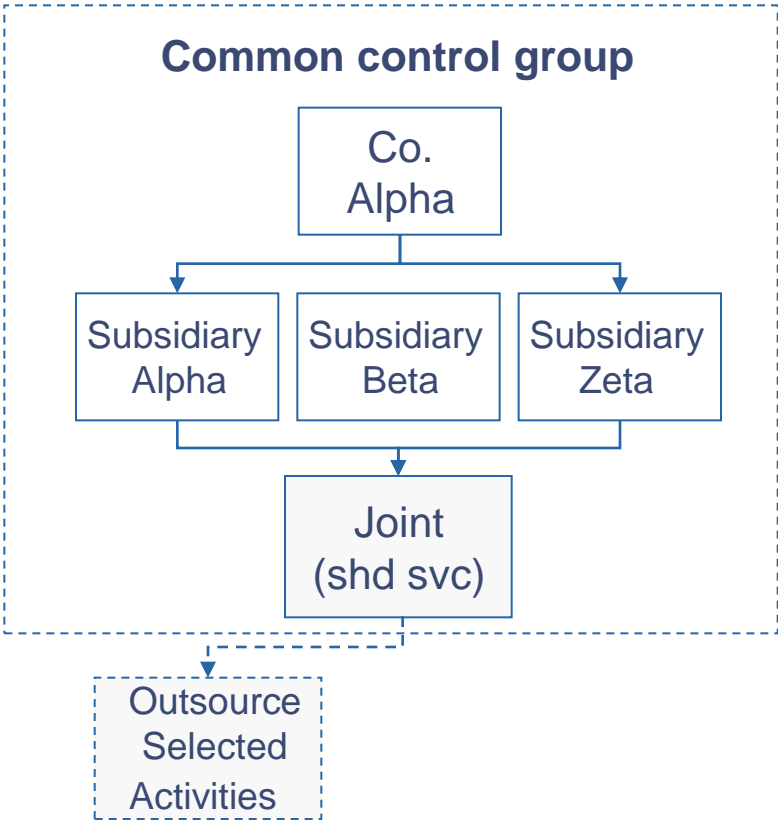 Common control group
Co.
Alpha
Subsidiary
Alpha
Subsidiary
Beta
Subsidiary
Zeta
Joint
(shd svc)
Outsource
Selected
Activities